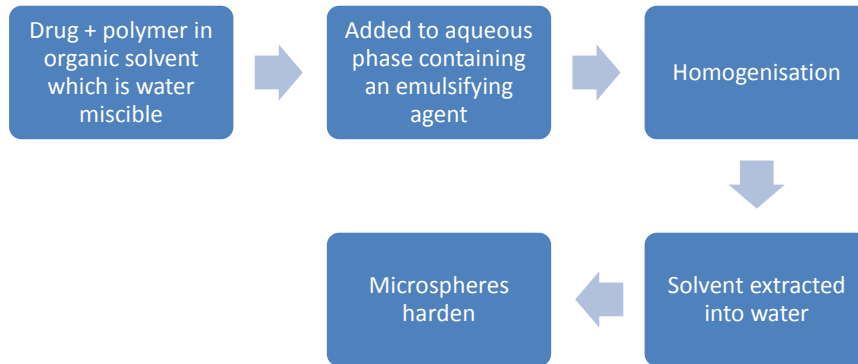 Drug + polymer in
organic solvent
which is water
miscible
Added to aqueous
phase containing
an emulsifying
agent
Homogenisation
Solvent extracted
into water
Microspheres
harden